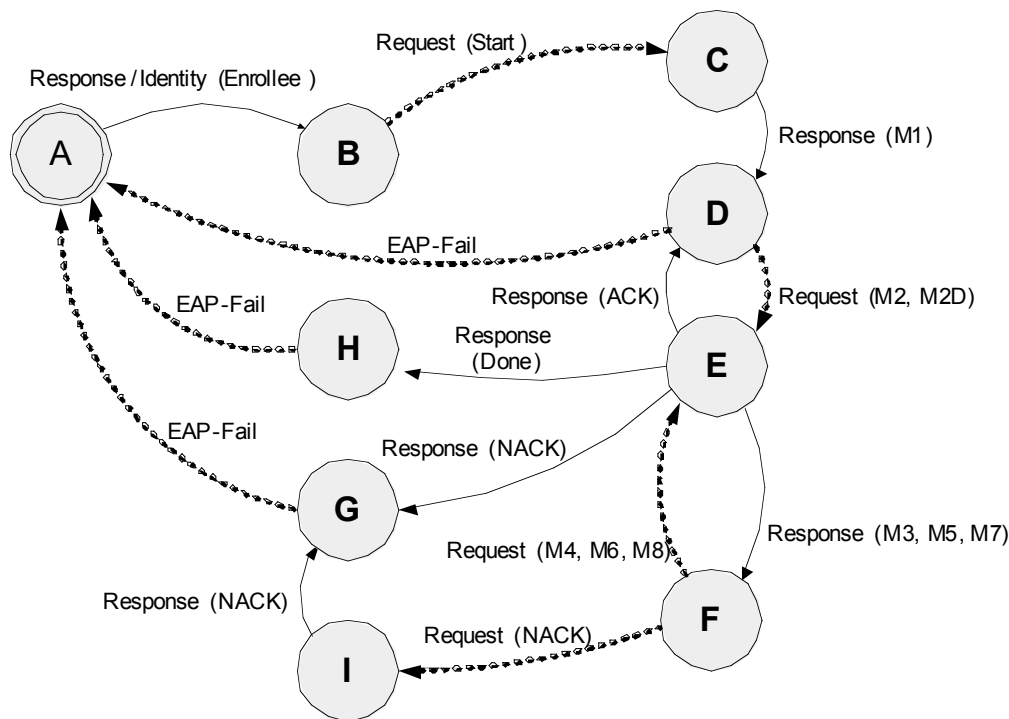 Request (Start)
C
Response/Identity (Enrollee )
A
B
Response (M1)
D
EAP-Fail
Response (ACK)
Request (M2, M2D)
EAP-Fail
H
Response
(Done)
E
EAP-Fail
Response (NACK)
G
Request (M4, M6, M8)
Response (M3, M5, M7)
Response (NACK)
Request (NACK)
F
I